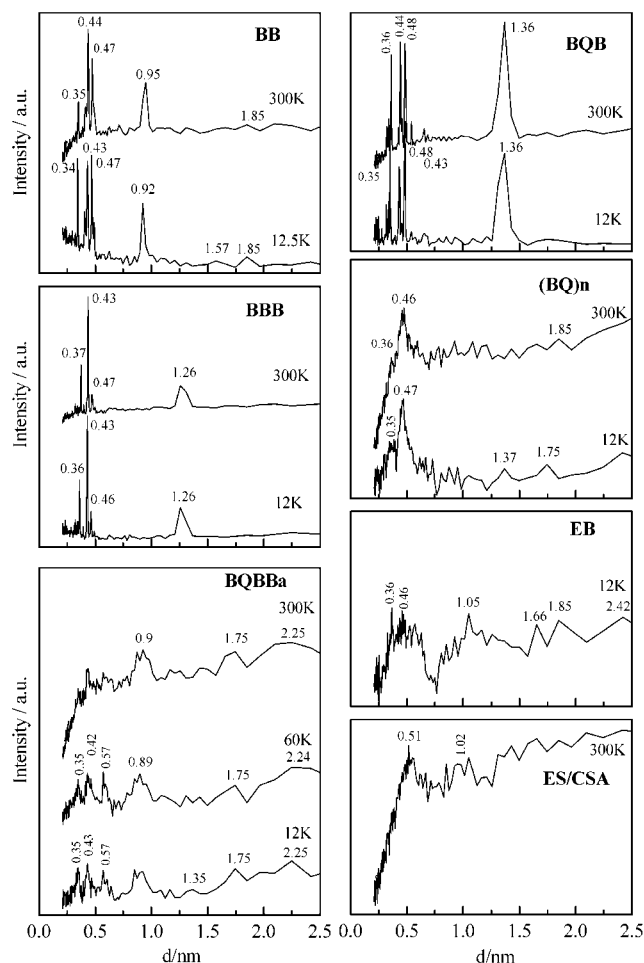 BB
0.44
0.47
0.35
0.95
300K
1.85
0.43
0.34
0.47
0.92
12.5K
1.57
1.85
Intensity / a.u.
BQB
0.36
0.44
0.48
1.36
300K
0.35
0.48
0.43
1.36
12K
Intensity / a.u.
BBB
0.43
0.37
0.47
1.26
300K
0.43
0.36
0.46
1.26
12K
Intensity / a.u.
(BQ)n
0.46
0.36
300K
1.85
0.47
0.35
12K
1.37
1.75
Intensity / a.u.
EB
12K
0.36
0.46
1.05
1.66
1.85
2.42
Intensity / a.u.
BQBBa
300K
0.9
1.75
2.25
60K
0.35
0.42
0.57
0.89
1.75
2.24
12K
0.35
0.43
0.57
1.35
1.75
2.25
Intensity / a.u.
0.51
1.02
300K
ES/CSA
Intensity / a.u.
0.0 0.5 1.0 1.5 2.0 2.5
d/nm
0.0 0.5 1.0 1.5 2.0 2.5
d/nm